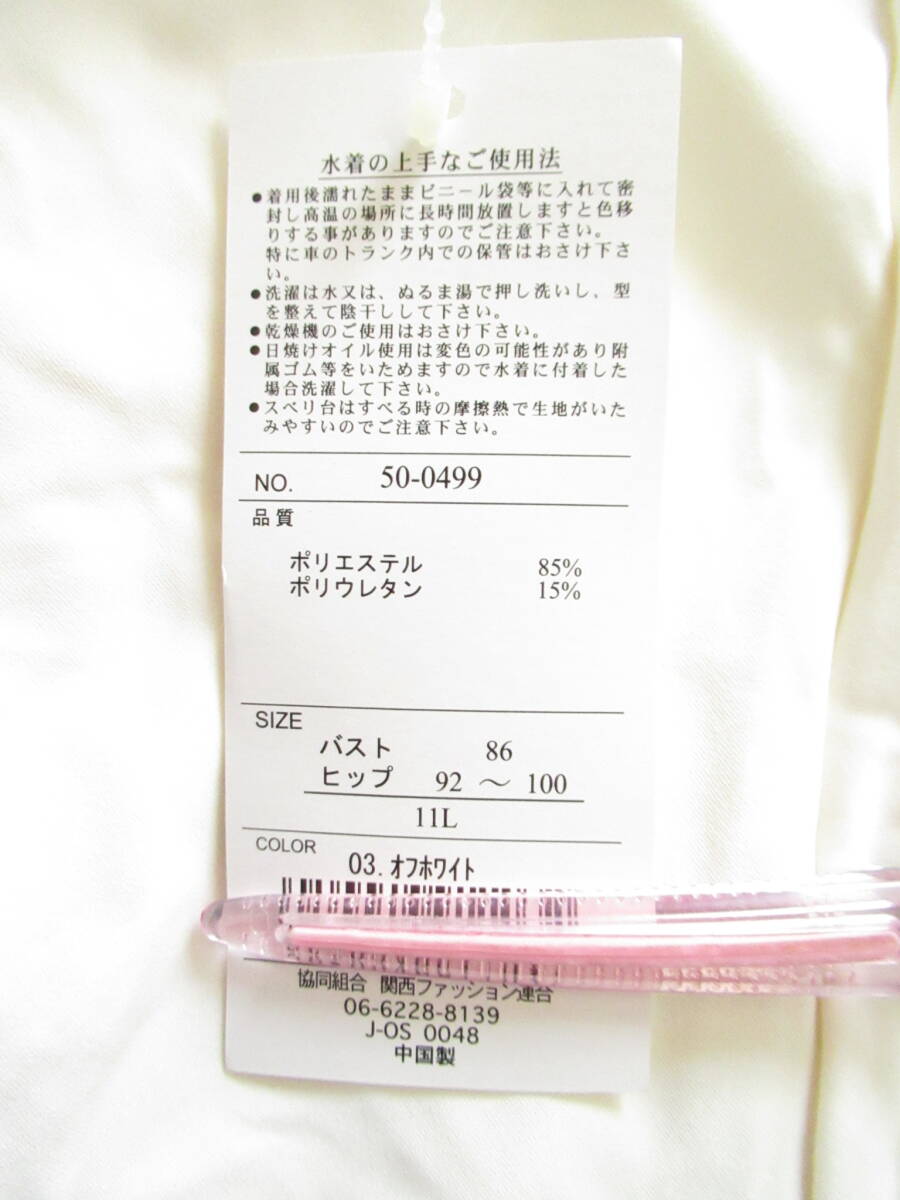 水着の上手なご使用法
●着用後濡れたままビニール袋等に入れて密
封し高温の場所に長時間放置しますと色移
りする事がありますのでご注意下さい。
特に車のトランク内での保管はおさけ下さ
い。
●洗濯は水又は、ぬるま湯で押し洗いし、型
を整えて陰干しして下さい。
●乾燥機のご使用はおさけ下さい。
●日焼けオイル使用は変色の可能性があり附
属ゴム等をいためますので水着に付着した
場合洗濯して下さい。
●スベリ台はすべる時の摩擦熱で生地がいた
みやすいのでご注意下さい。
NO. 50-0499
品質
ポリエステル 85%
ポリウレタン 15%
SIZE
バスト 86
ヒップ 92 ～ 100
11L
COLOR
03.オフホワイト
協同組合 関西ファッション連合
06-6228-8139
J-OS 0048
中国製